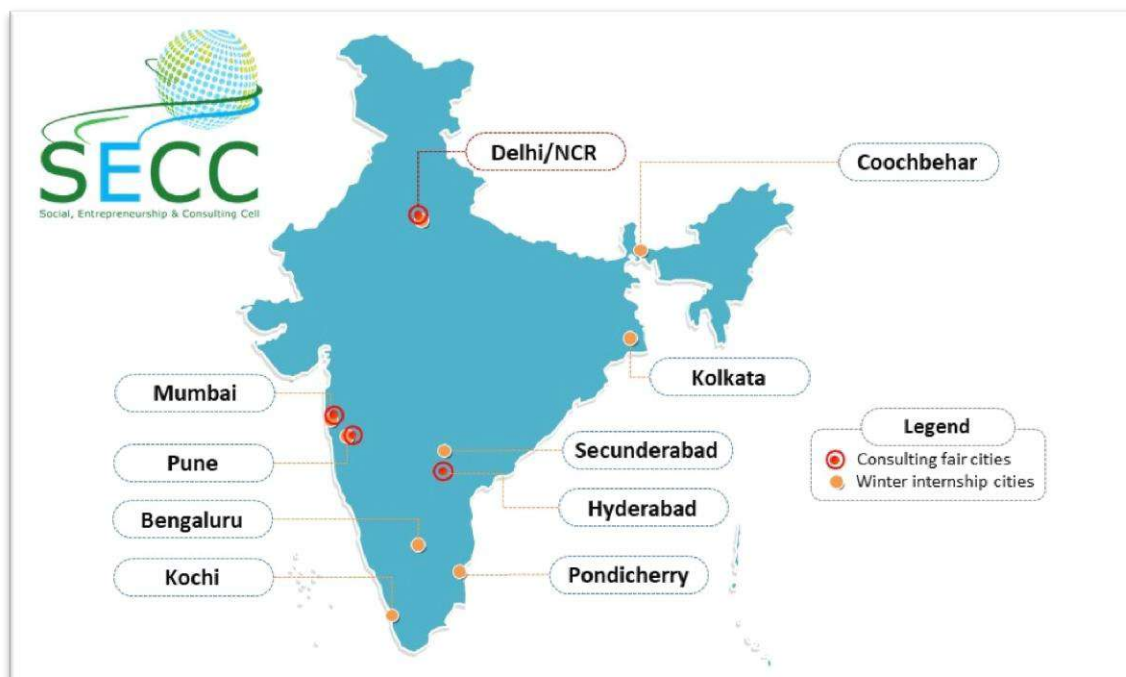 SECC
Social, Entrepreneurship & Consulting Cell
Delhi/NCR
Coochbehar
Kolkata
Mumbai
Pune
Secunderabad
Hyderabad
Bengaluru
Kochi
Pondicherry
Legend
Consulting fair cities
Winter internship cities